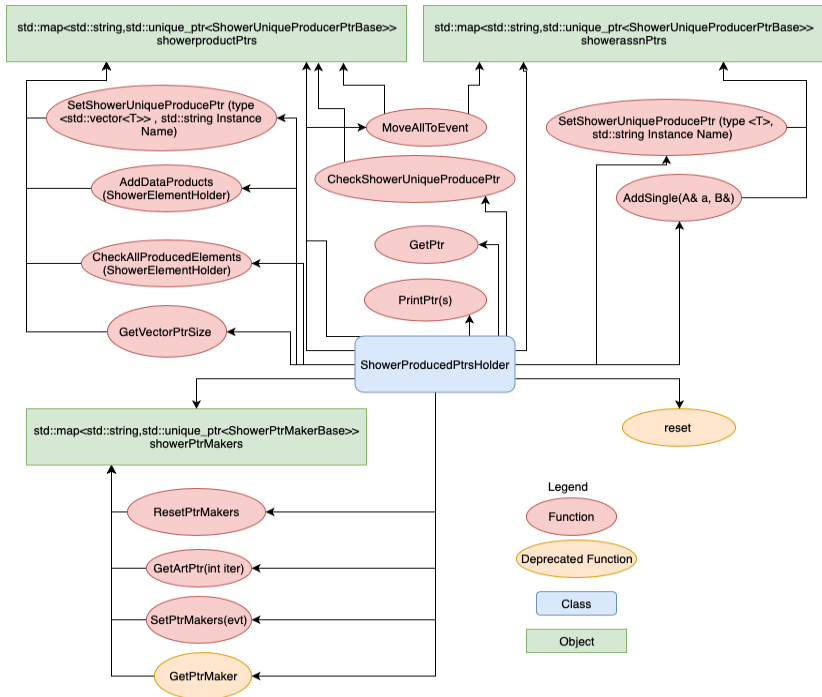 std::map<std::string,std::unique_ptr<ShowerUniqueProducerPtrBase>>
showerproductPtrs
std::map<std::string,std::unique_ptr<ShowerUniqueProducerPtrBase>>
showerassnPtrs
SetShowerUniqueProducePtr (type
<std::vector<T>> , std::string Instance
Name)
MoveAllToEvent
SetShowerUniqueProducePtr (type <T>,
std::string Instance Name)
CheckShowerUniqueProducePtr
AddDataProducts
(ShowerElementHolder)
AddSingle(A& a, B&)
GetPtr
CheckAllProducedElements
(ShowerElementHolder)
PrintPtr(s)
GetVectorPtrSize
ShowerProducedPtrsHolder
std::map<std::string,std::unique_ptr<ShowerPtrMakerBase>>
showerPtrMakers
reset
Legend
ResetPtrMakers
Function
GetArtPtr(int iter)
Deprecated Function
SetPtrMakers(evt)
Class
Object
GetPtrMaker